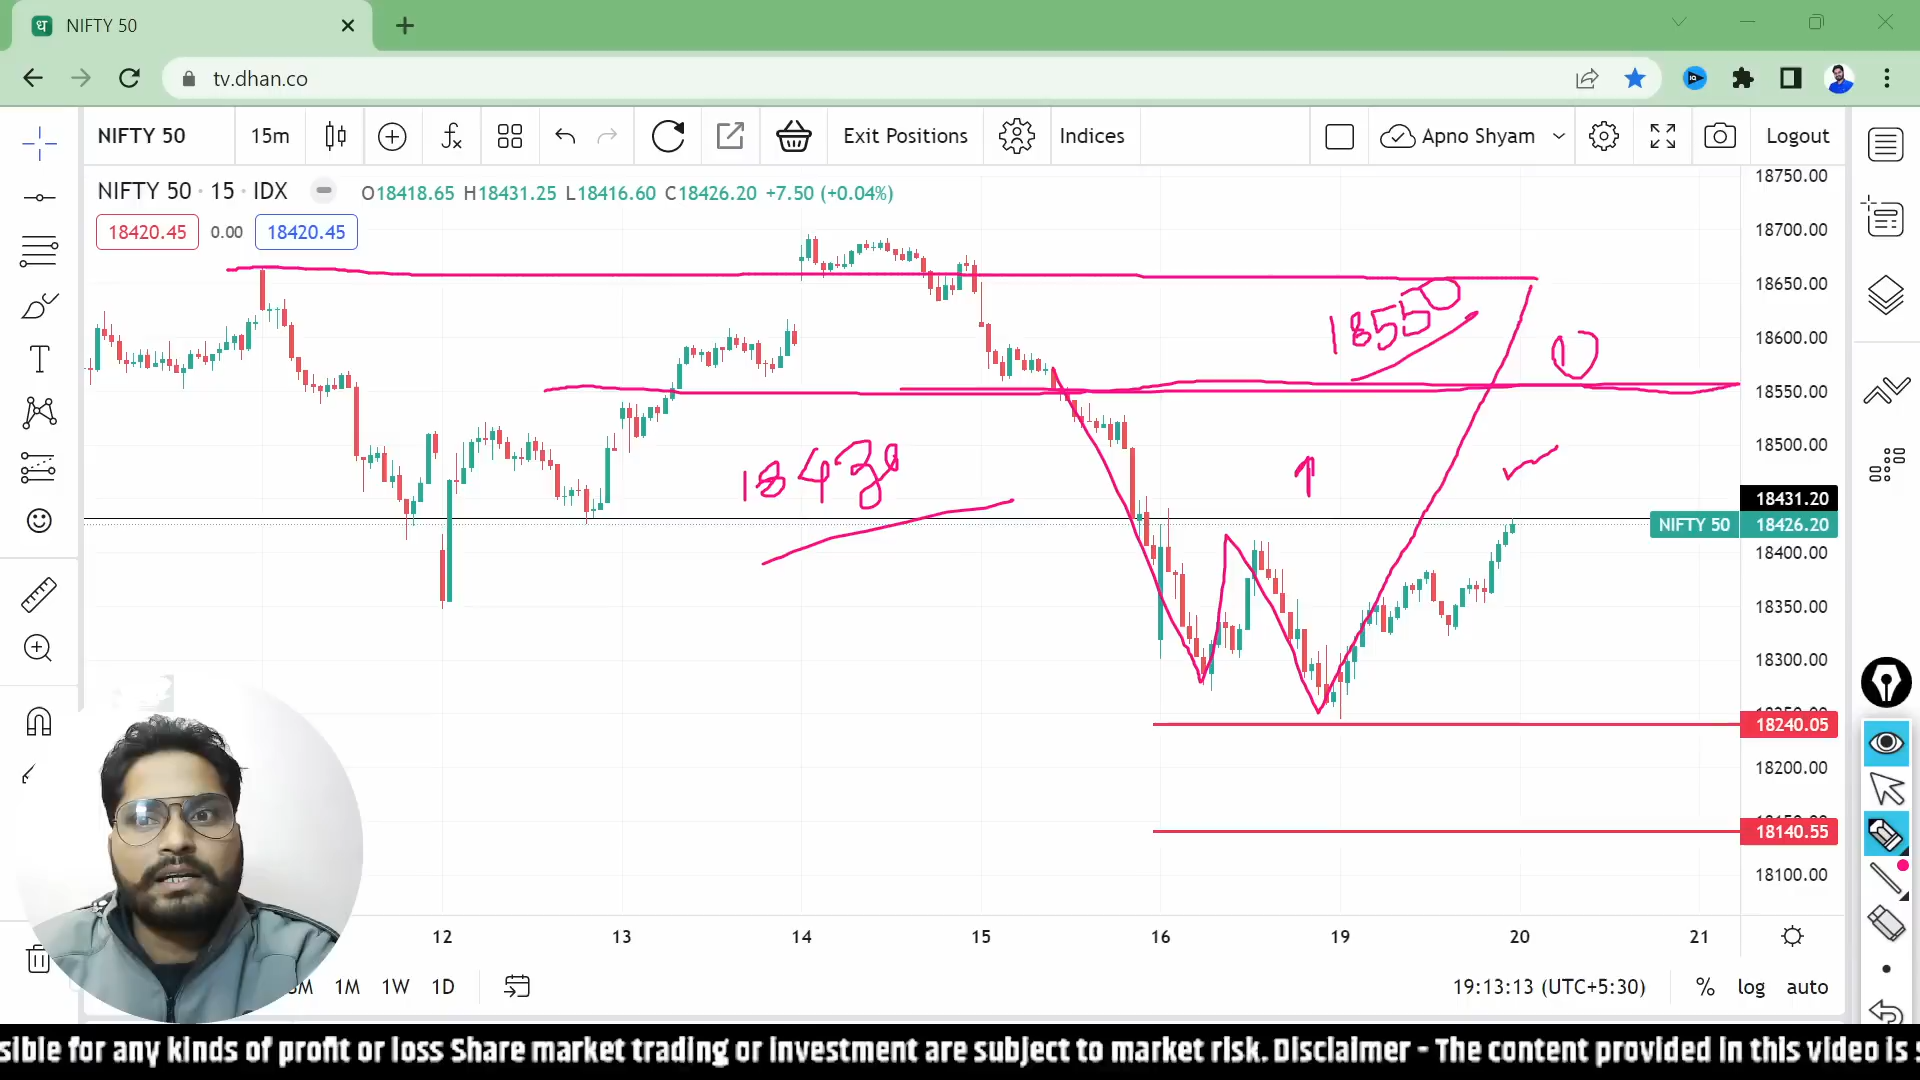 NIFTY 50
tv.dhan.co
NIFTY 50 15m Exit Positions Indices Apno Shyam Logout
NIFTY 50 · 15 · IDX O18418.65 H18431.25 L18416.60 C18426.20 +7.50 (+0.04%)
18420.45 0.00 18420.45
18750.00
18700.00
18650.00
18550
18600.00
18550.00
18500.00
18430
18431.20
NIFTY 50 18426.20
18400.00
18350.00
18300.00
18240.05
18200.00
18140.55
18100.00
12 13 14 15 16 19 20 21
1M 1W 1D 19:13:13 (UTC+5:30) % log auto
sible for any kinds of profit or loss Share market trading or investment are subject to market risk. Disclaimer - The content provided in this video is